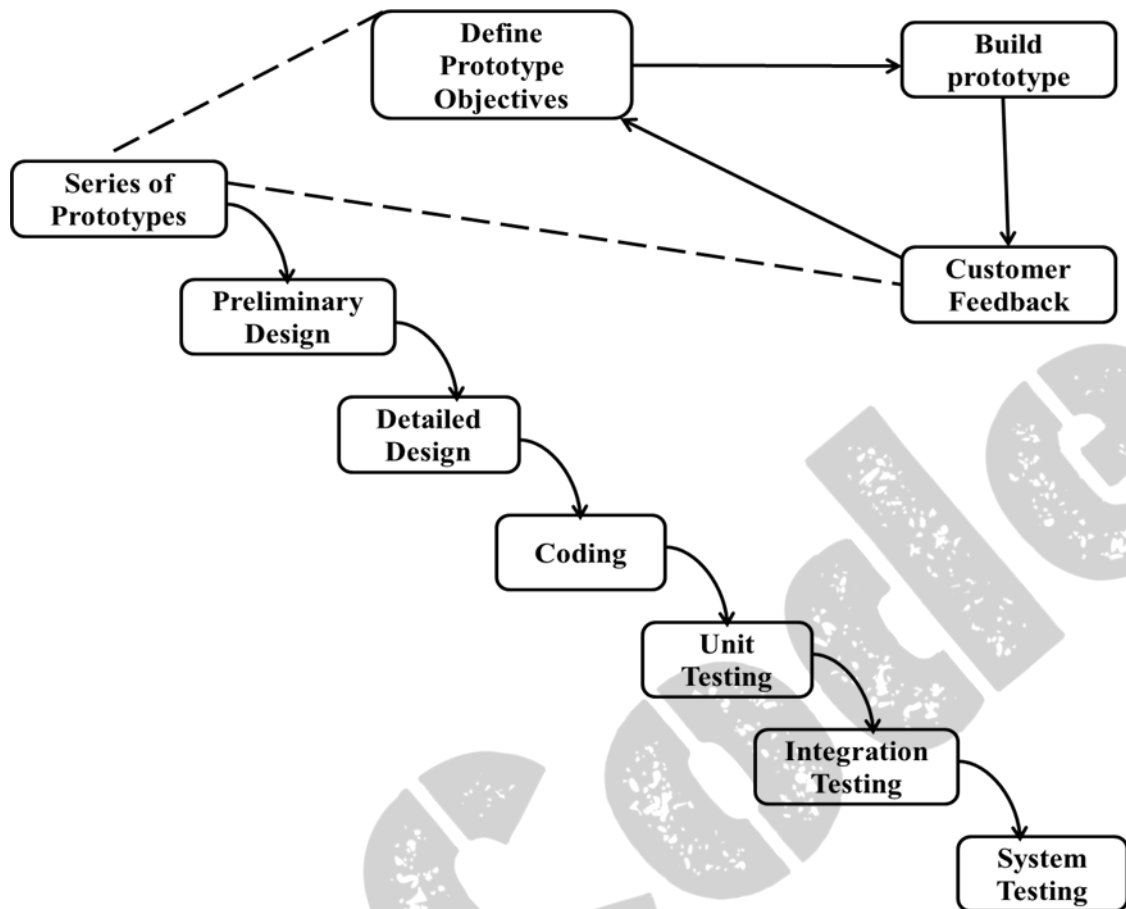 Define
Prototype
Objectives
Build
prototype
Series of
Prototypes
Customer
Feedback
Preliminary
Design
Detailed
Design
Coding
Unit
Testing
Integration
Testing
System
Testing